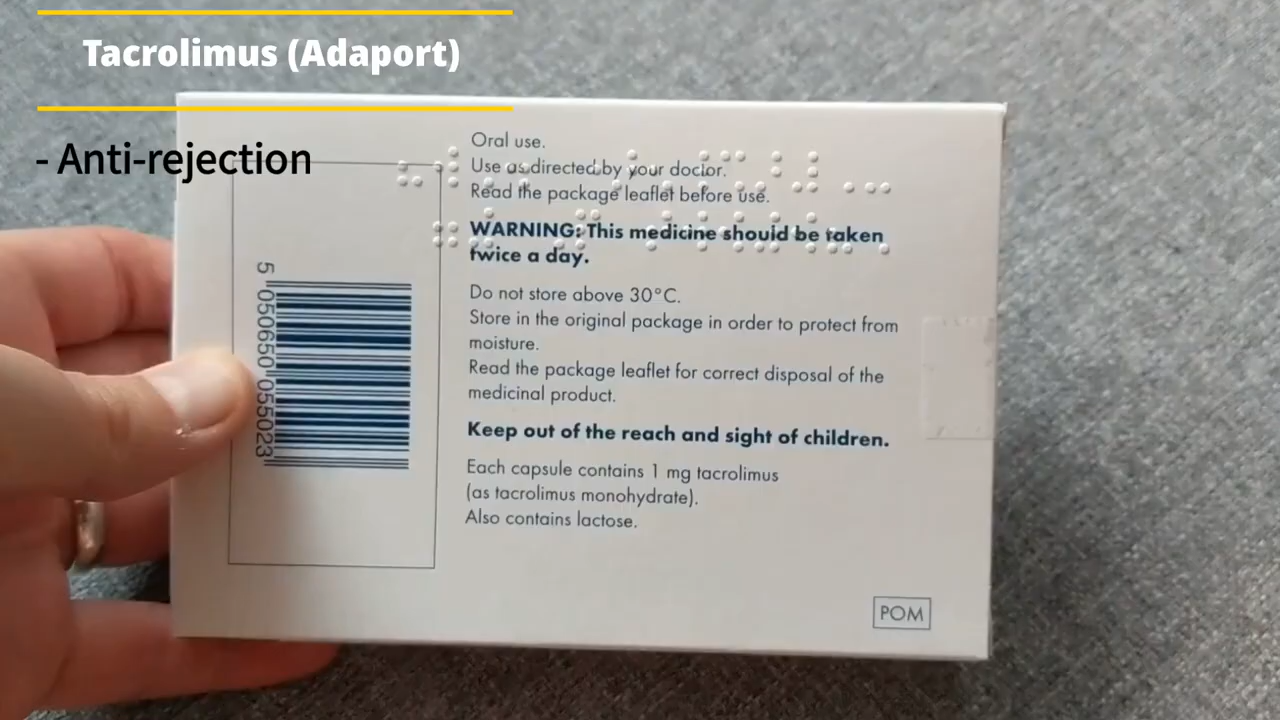 Tacrolimus (Adaport)
- Anti-rejection
Oral use.
Use as directed by your doctor.
Read the package leaflet before use.
WARNING: This medicine should be taken
twice a day.
Do not store above 30°C.
Store in the original package in order to protect from
moisture.
Read the package leaflet for correct disposal of the
medicinal product.
Keep out of the reach and sight of children.
Each capsule contains 1 mg tacrolimus
(as tacrolimus monohydrate).
Also contains lactose.
5 050650 055023
POM